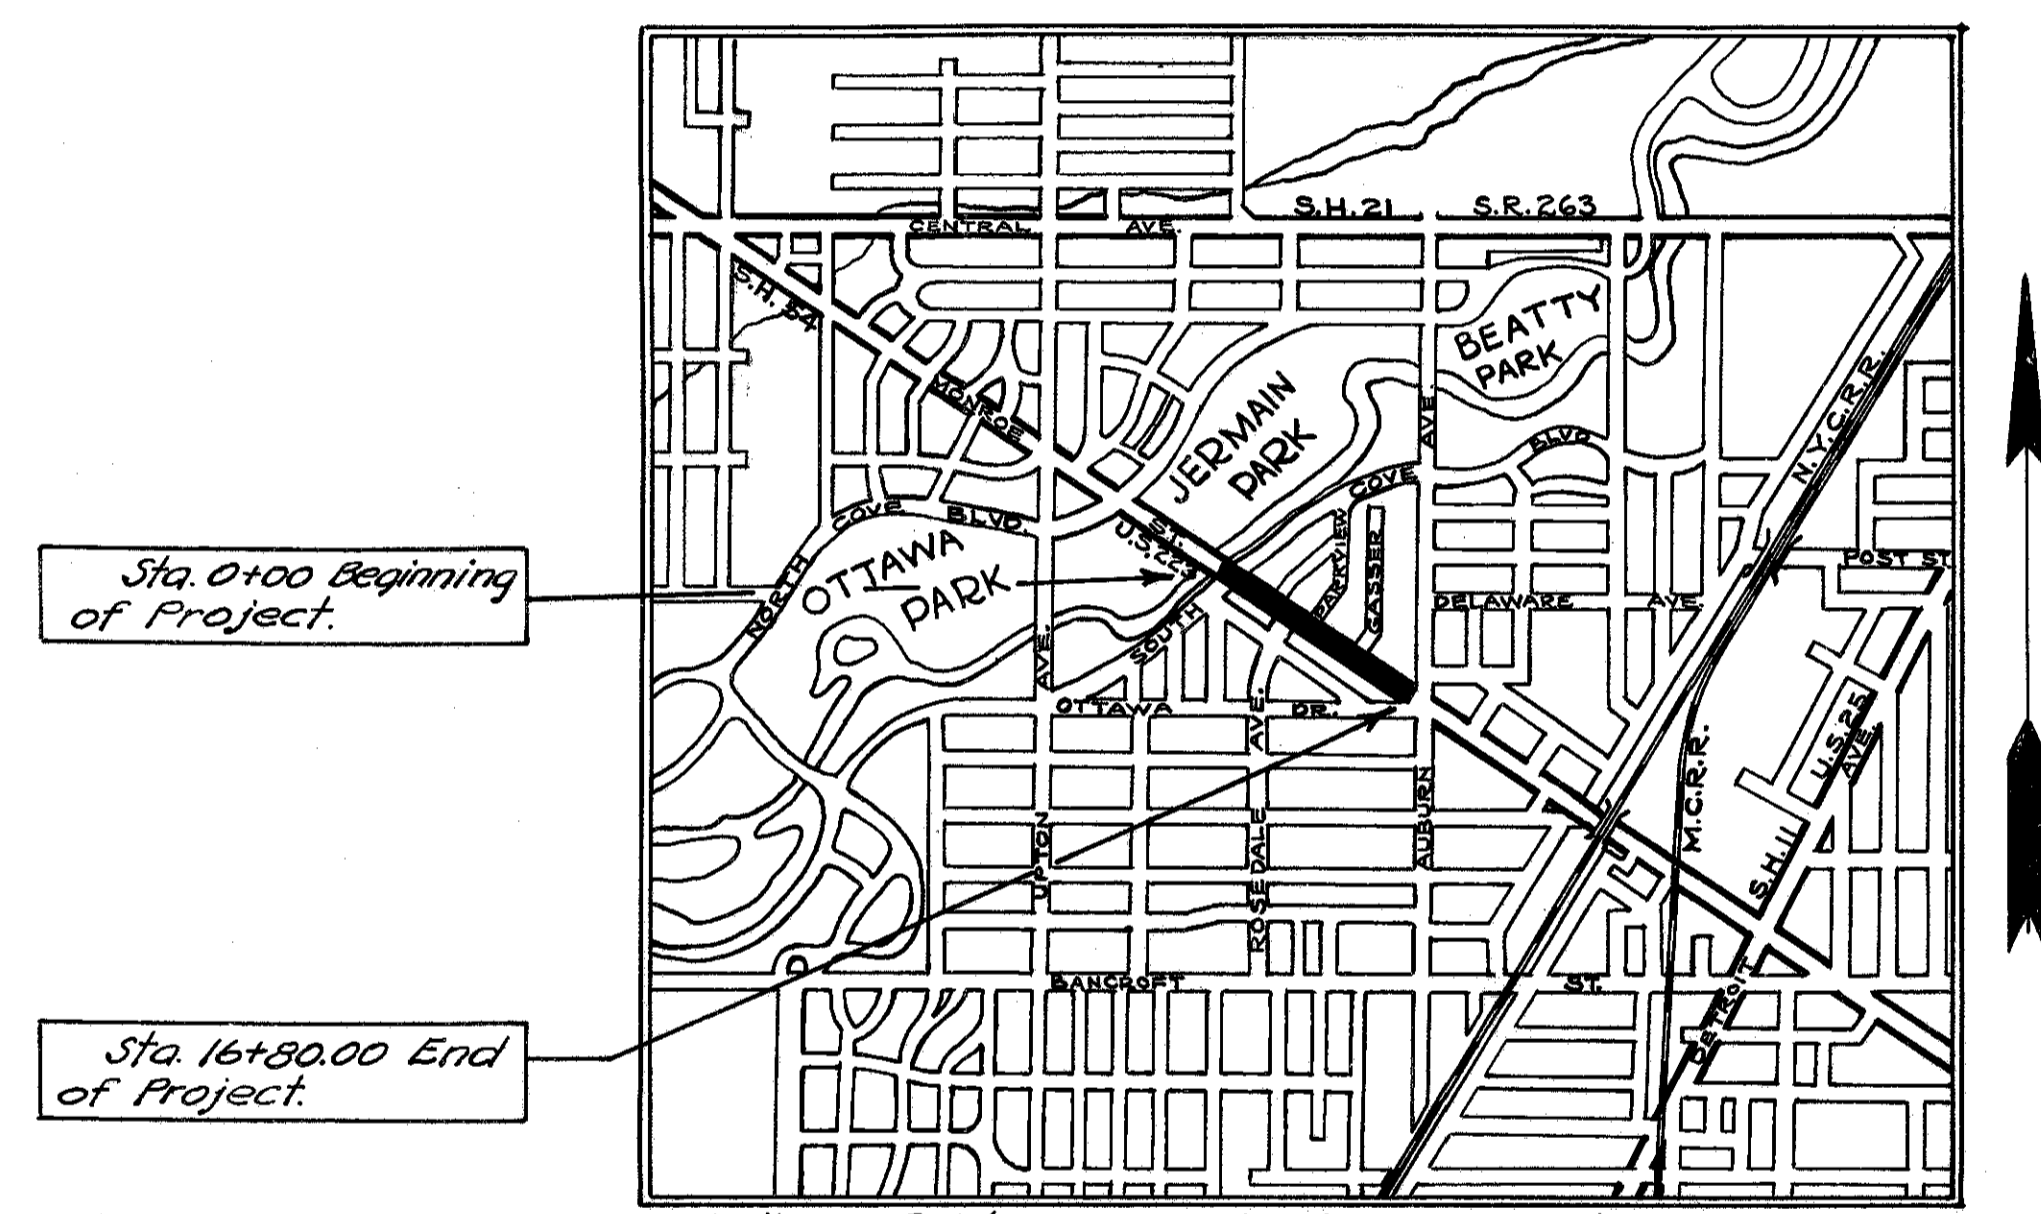 S.H. 21 S.R. 263
CENTRAL AVE.
S.H. 54
BEATTY
PARK
MONROE
ST.
U.S. 223
JERMAIN
PARK
AVE.
N.Y.C.R.R.
COVE BLVD.
COVE BLVD.
PARKVIEW
GASSER
POST ST.
Sta. 0+00 Beginning
of Project.
NORTH
OTTAWA
PARK
SOUTH
DELAWARE AVE.
AVE.
OTTAWA DR.
AVE.
M.C.R.R.
U.S. 25
AVE.
UPTON
ROSEDALE
AUBURN
S.H. 11
BANCROFT ST.
DETROIT
Sta. 16+80.00 End
of Project.